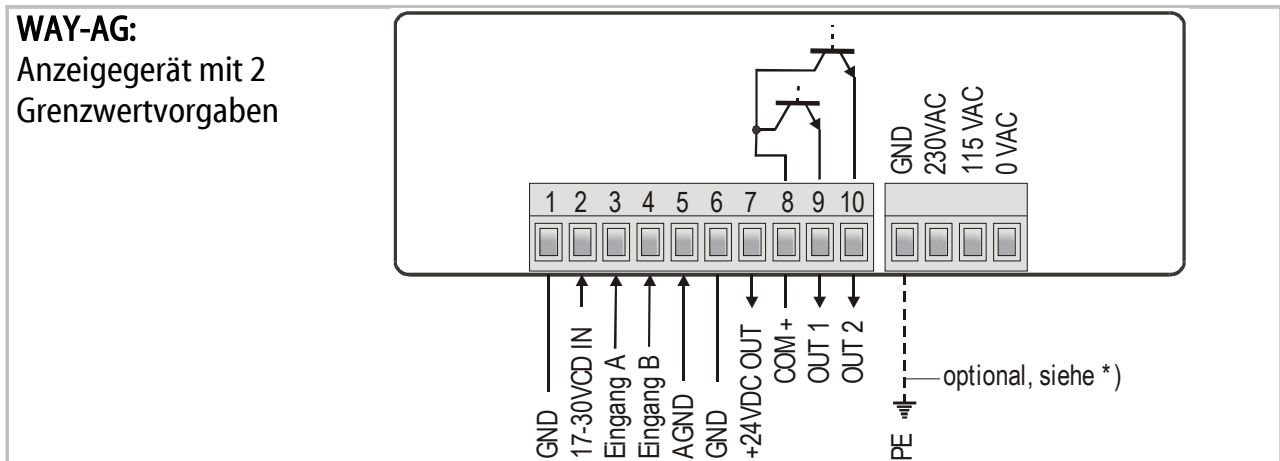 WAY-AG:
Anzeigegerät mit 2
Grenzwertvorgaben
GND
230VAC
115 VAC
0 VAC
1 2 3 4 5 6 7 8 9 10
GND
17-30VCD IN
Eingang A
Eingang B
AGND
GND
+24VDC OUT
COM +
OUT 1
OUT 2
optional, siehe *)
PE